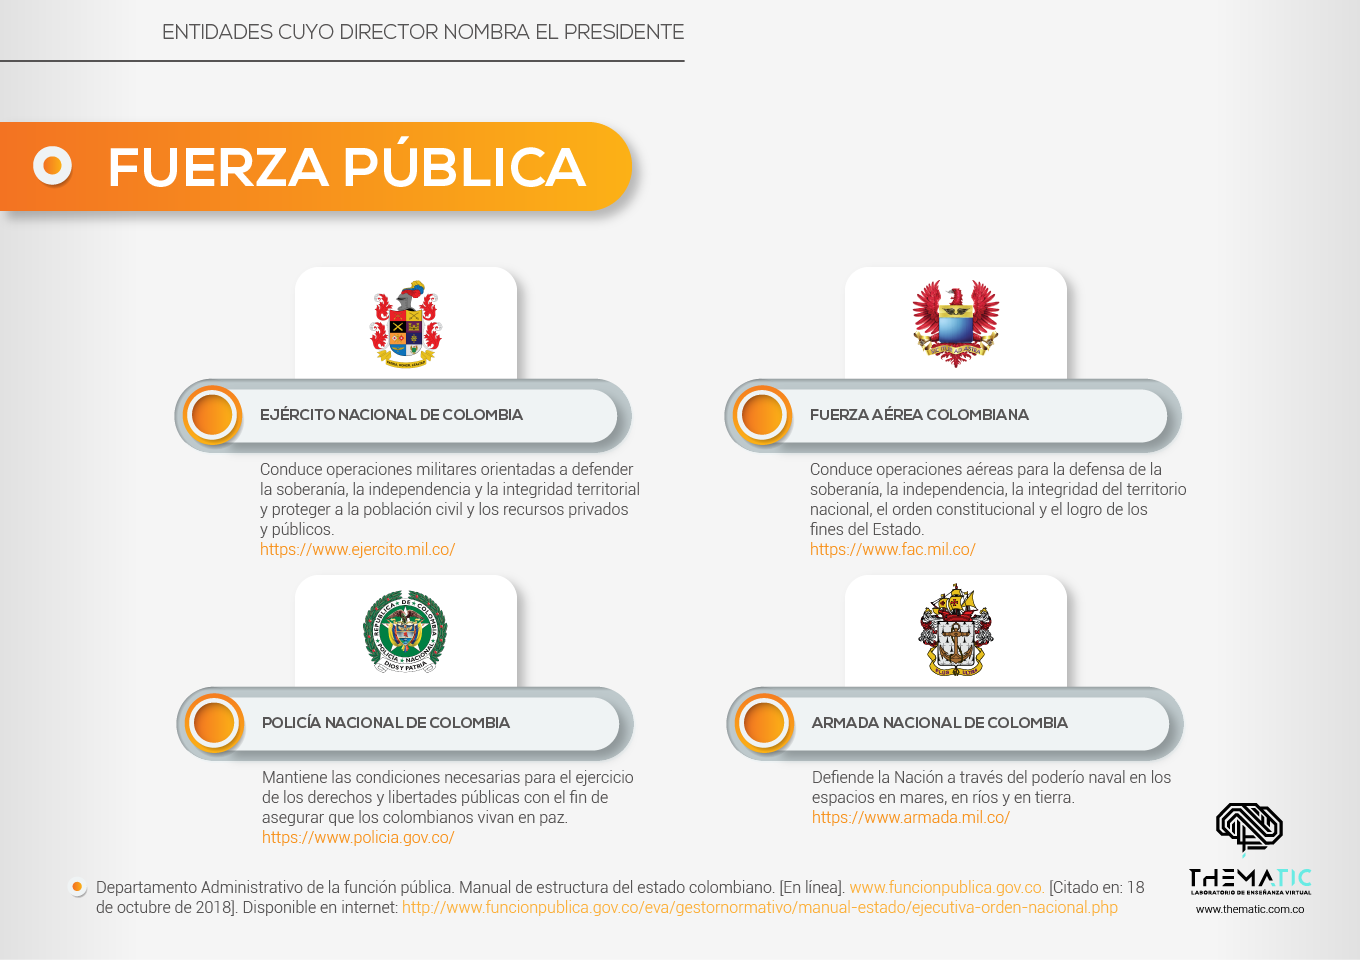 ENTIDADES CUYO DIRECTOR NOMBRA EL PRESIDENTE
FUERZA PÚBLICA
EJÉRCITO NACIONAL DE COLOMBIA
Conduce operaciones militares orientadas a defender
la soberanía, la independencia y la integridad territorial
y proteger a la población civil y los recursos privados
y públicos.
https://www.ejercito.mil.co/
FUERZA AÉREA COLOMBIANA
Conduce operaciones aéreas para la defensa de la
soberanía, la independencia, la integridad del territorio
nacional, el orden constitucional y el logro de los
fines del Estado.
https://www.fac.mil.co/
REPUBLICA DE COLOMBIA
POLICIA NACIONAL
DIOS Y PATRIA
POLICÍA NACIONAL DE COLOMBIA
Mantiene las condiciones necesarias para el ejercicio
de los derechos y libertades públicas con el fin de
asegurar que los colombianos vivan en paz.
https://www.policia.gov.co/
ARMADA NACIONAL DE COLOMBIA
Defiende la Nación a través del poderío naval en los
espacios en mares, en ríos y en tierra.
https://www.armada.mil.co/
Departamento Administrativo de la función pública. Manual de estructura del estado colombiano. [En línea]. www.funcionpublica.gov.co. [Citado en: 18
de octubre de 2018]. Disponible en internet: http://www.funcionpublica.gov.co/eva/gestornormativo/manual-estado/ejecutiva-orden-nacional.php
THEMATIC
LABORATORIO DE ENSEÑANZA VIRTUAL
www.thematic.com.co